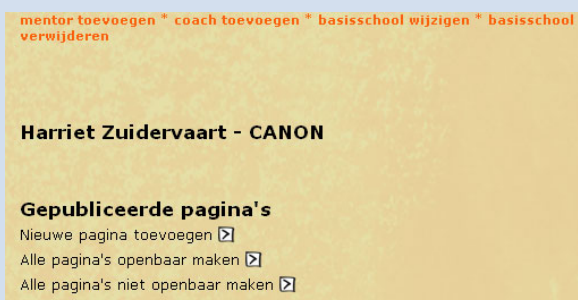 mentor toevoegen * coach toevoegen * basisschool wijzigen * basisschool
verwijderen
Harriet Zuidervaart - CANON
Gepubliceerde pagina's
Nieuwe pagina toevoegen
Alle pagina's openbaar maken
Alle pagina's niet openbaar maken